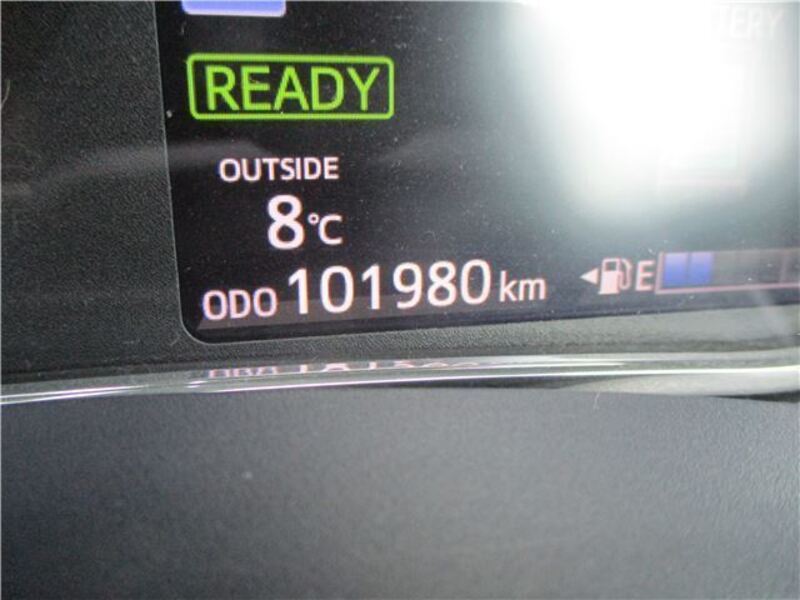 READY
OUTSIDE
8°C
ODO 101980 km
E